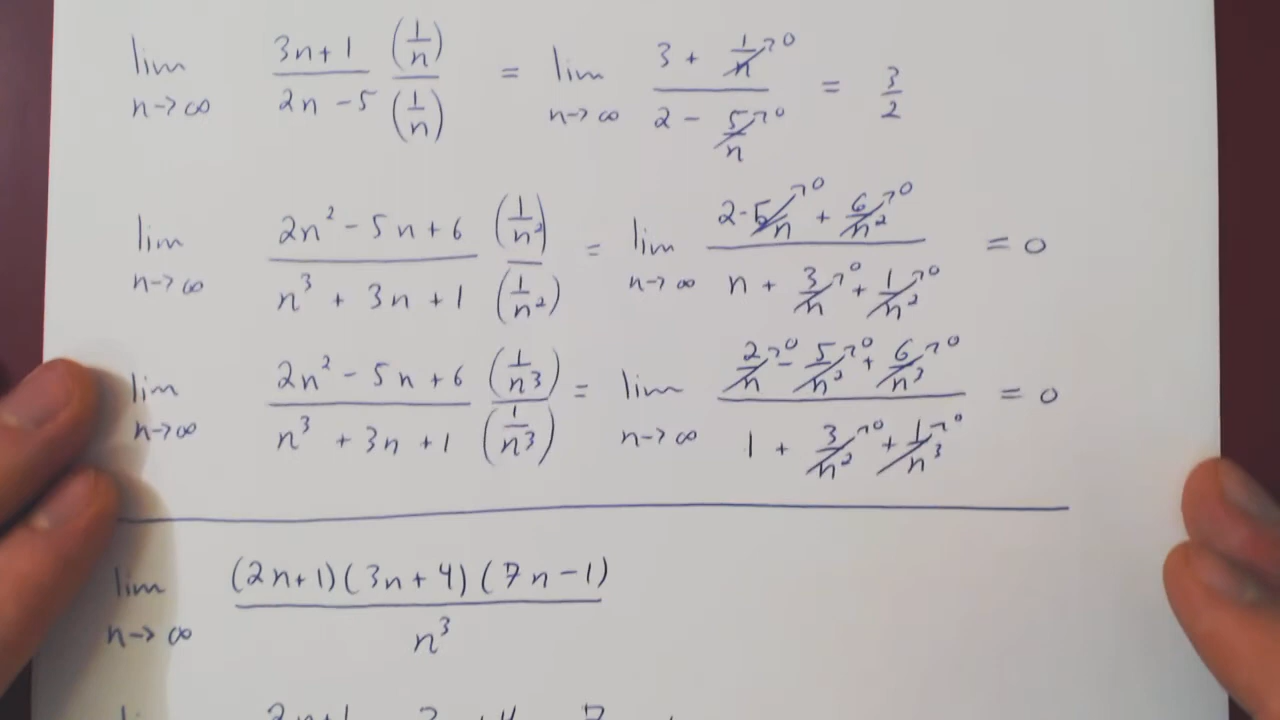 lim n→∞ (3n+1)/(2n-5) (1/n)/(1/n) = lim n→∞ (3 + 1/n→0)/(2 - 5/n→0) = 3/2
lim n→∞ (2n²-5n+6)/(n³+3n+1) (1/n²)/(1/n²) = lim n→∞ (2-5/n→0 + 6/n²→0)/(n + 3/n→0 + 1/n²→0) = 0
lim n→∞ (2n²-5n+6)/(n³+3n+1) (1/n³)/(1/n³) = lim n→∞ (2/n→0 - 5/n²→0 + 6/n³→0)/(1 + 3/n²→0 + 1/n³→0) = 0
lim n→∞ (2n+1)(3n+4)(7n-1)/n³